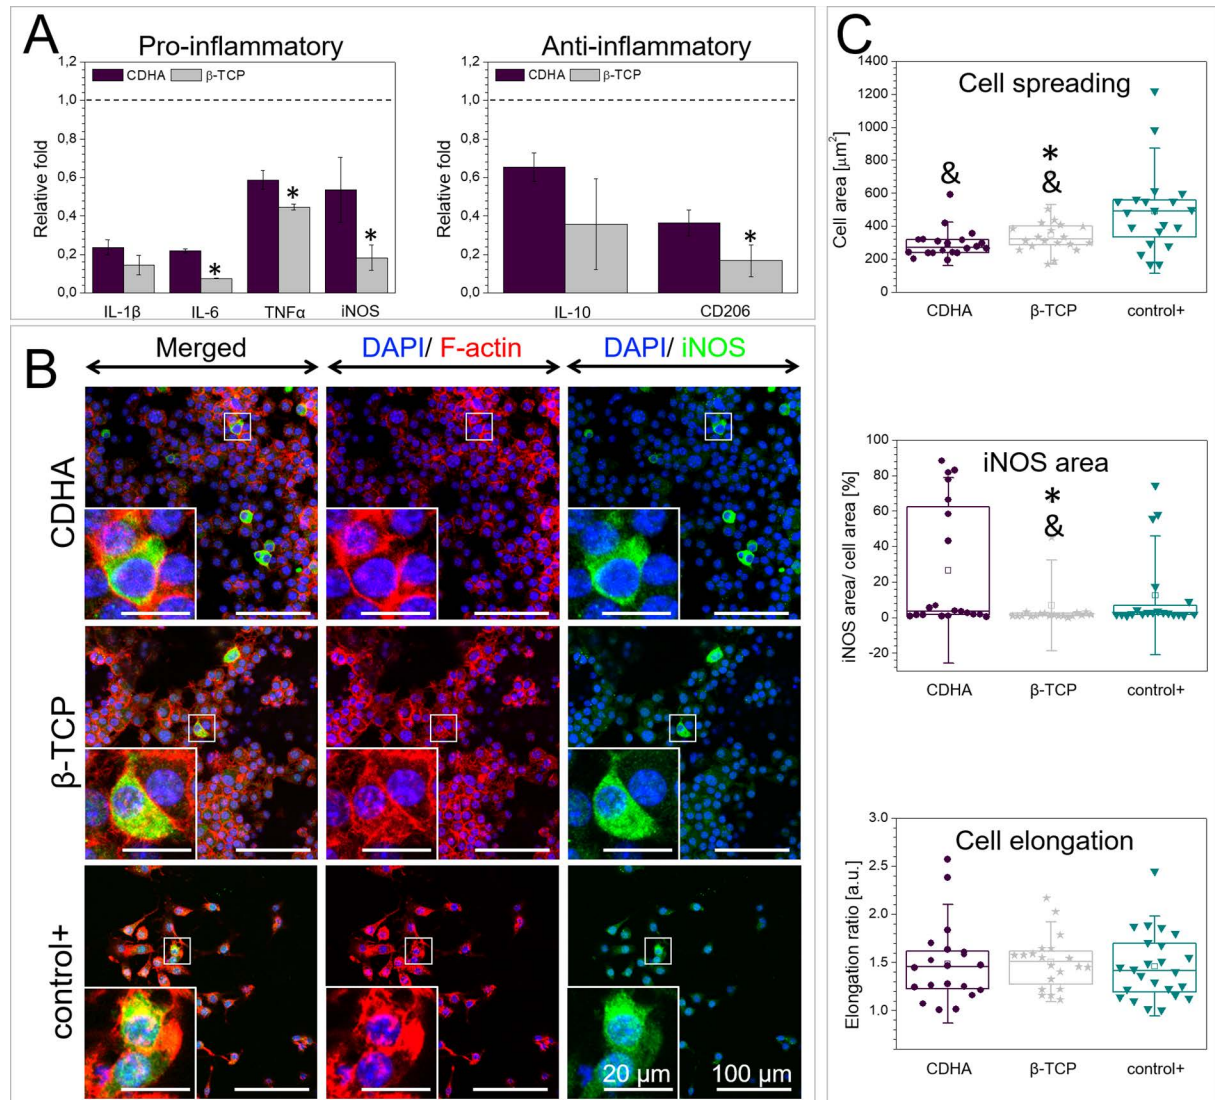 A
Pro-inflammatory
CDHA β-TCP
1,2
1,0
0,8
0,6
0,4
0,2
0,0
Relative fold
*
*
*
IL-1β IL-6 TNFα iNOS
Anti-inflammatory
CDHA β-TCP
1,2
1,0
0,8
0,6
0,4
0,2
0,0
Relative fold
*
IL-10 CD206
B
Merged DAPI/ F-actin DAPI/ iNOS
CDHA
β-TCP
control+
20 µm 100 µm
C
Cell spreading
1400
1200
1000
800
600
400
200
0
Cell area [µm²]
& * &
CDHA β-TCP control+
iNOS area
100
80
60
40
20
0
-20
iNOS area/ cell area [%]
* &
CDHA β-TCP control+
Cell elongation
3.0
2.5
2.0
1.5
1.0
Elongation ratio [a.u.]
CDHA β-TCP control+